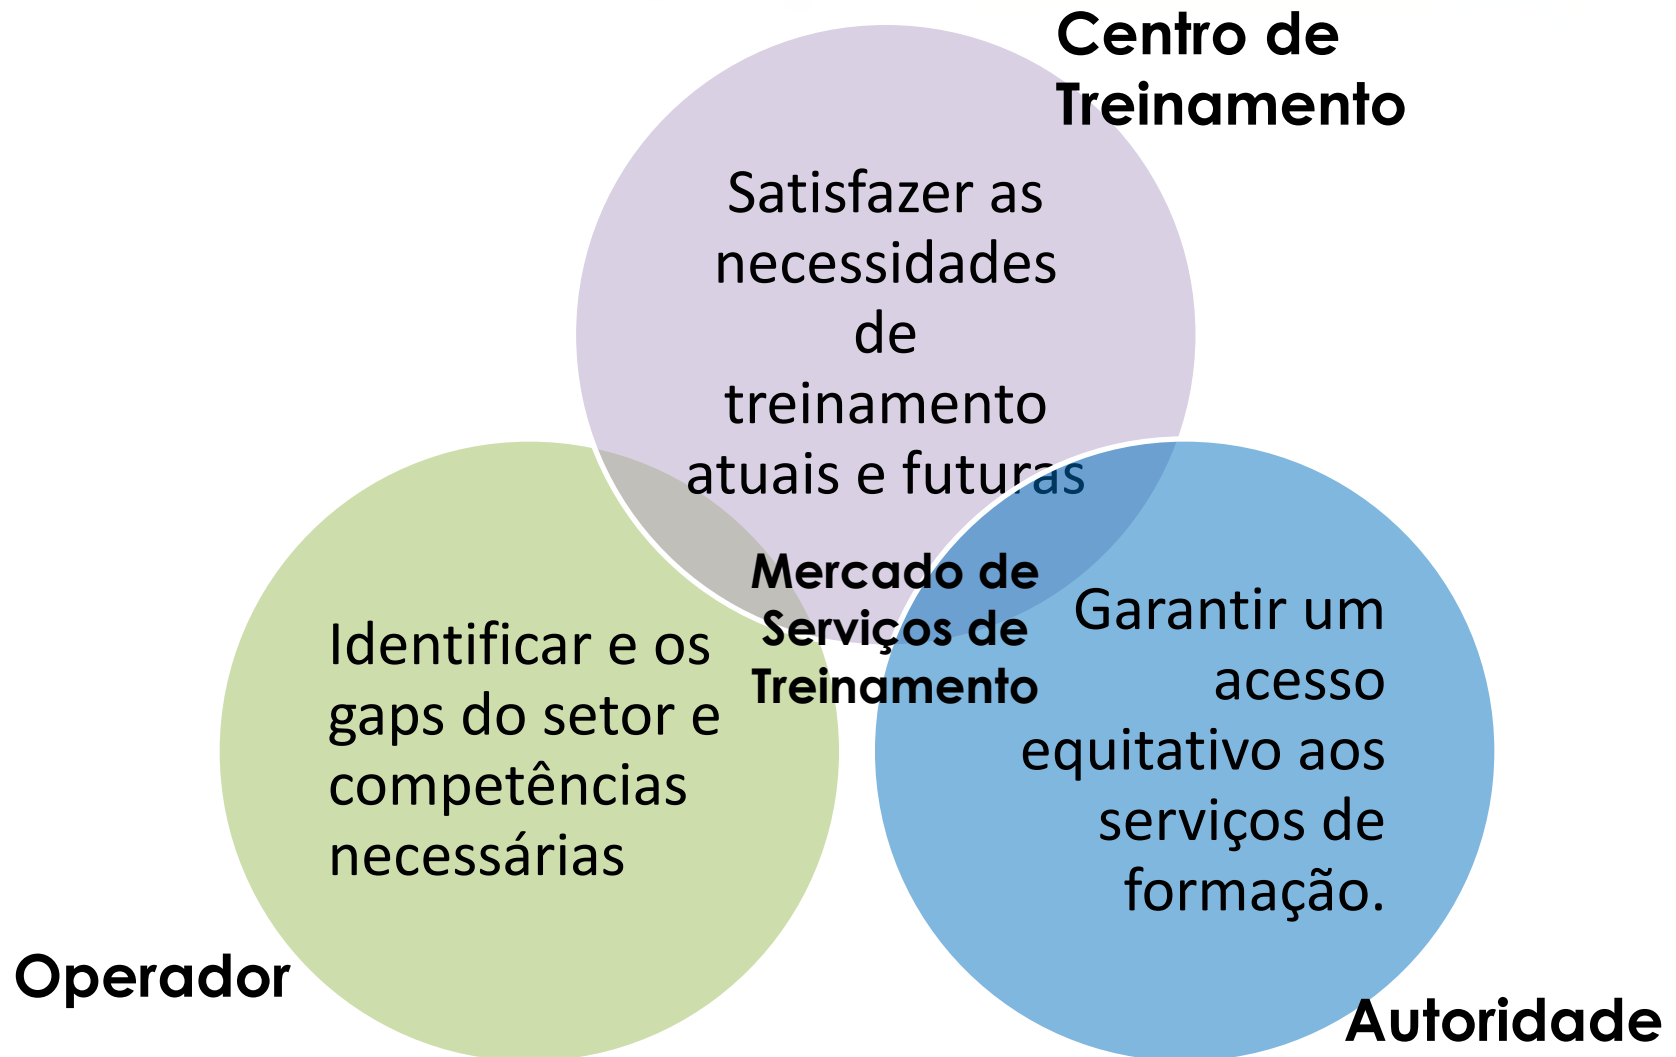 Centro de
Treinamento
Satisfazer as
necessidades
de
treinamento
atuais e futuras
Mercado de
Serviços de
Treinamento
Identificar e os
gaps do setor e
competências
necessárias
Garantir um
acesso
equitativo aos
serviços de
formação.
Operador
Autoridade